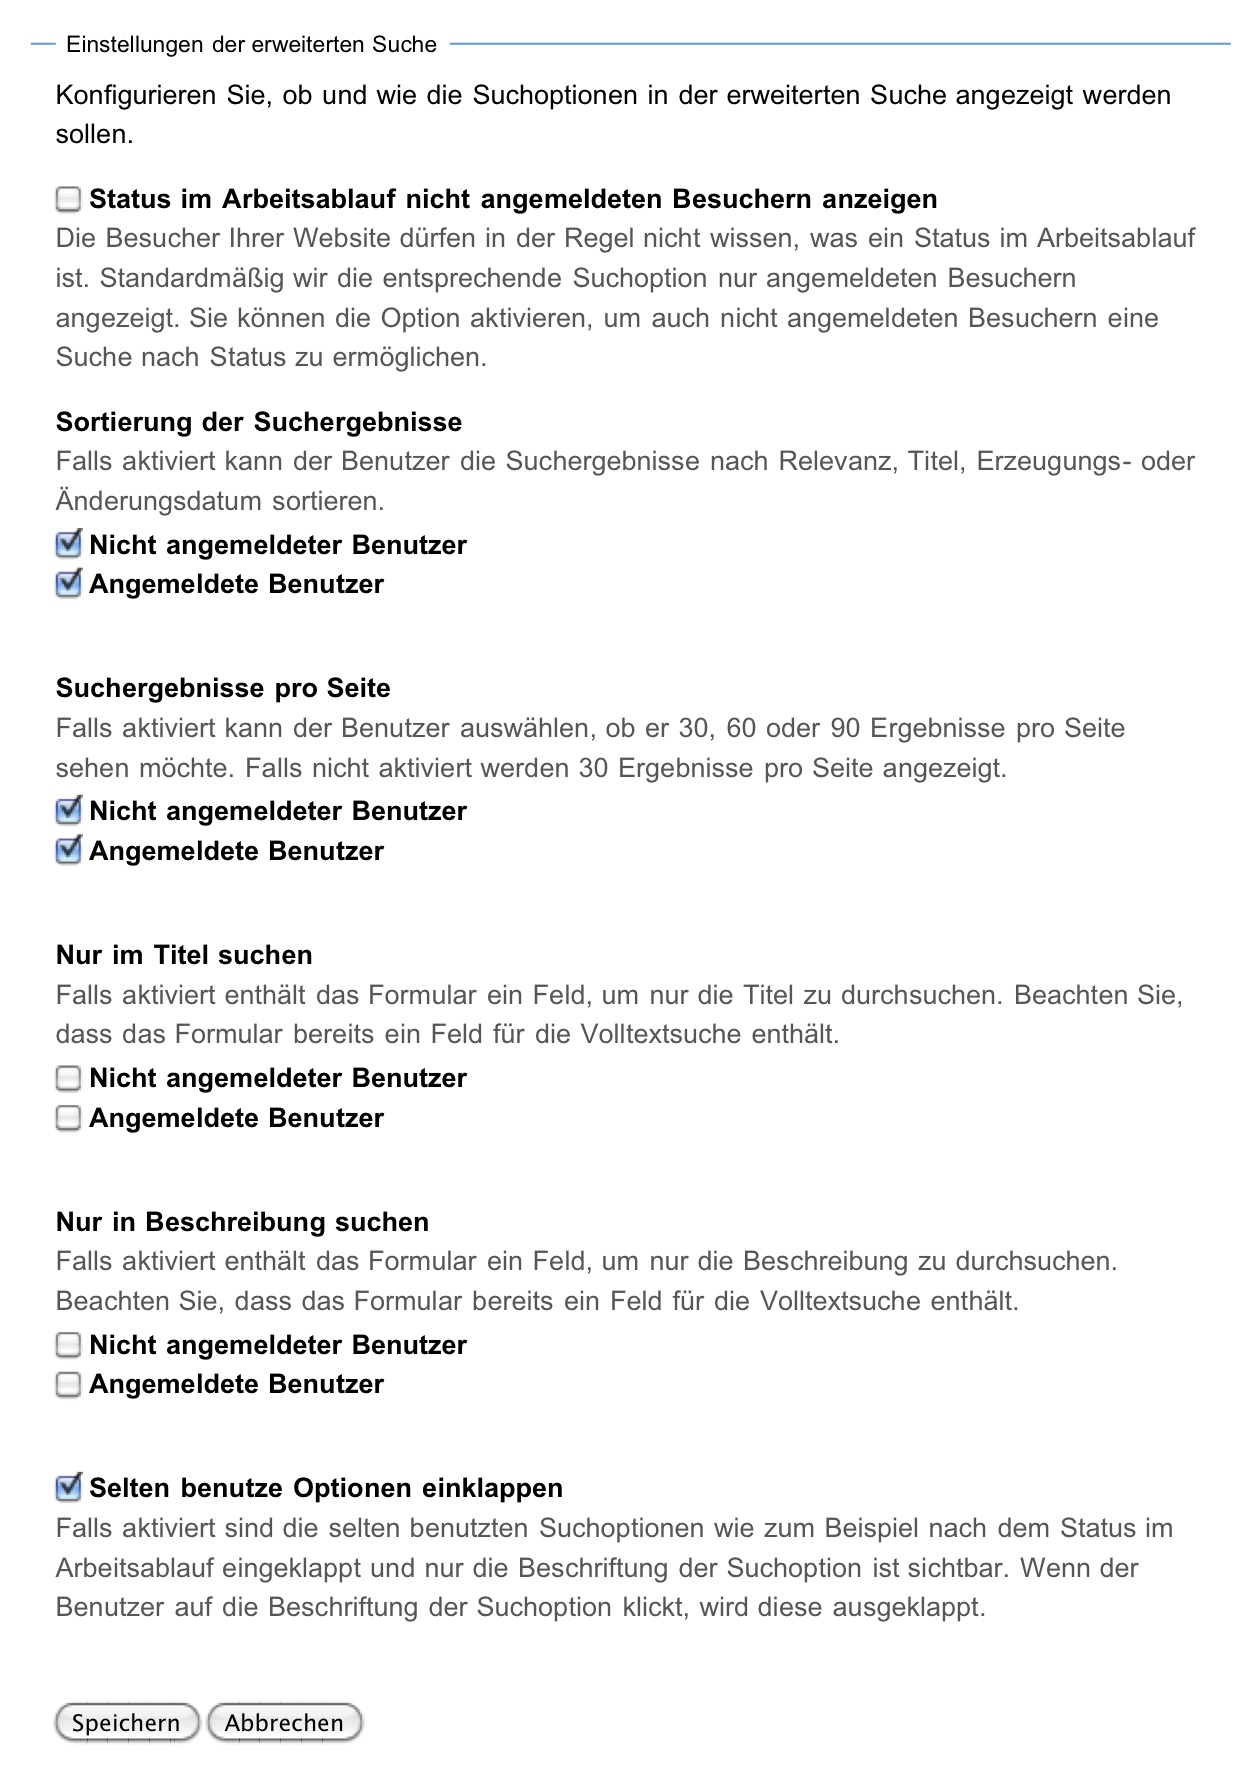 Einstellungen der erweiterten Suche
Konfigurieren Sie, ob und wie die Suchoptionen in der erweiterten Suche angezeigt werden
sollen.
Status im Arbeitsablauf nicht angemeldeten Besuchern anzeigen
Die Besucher Ihrer Website dürfen in der Regel nicht wissen, was ein Status im Arbeitsablauf
ist. Standardmäßig wir die entsprechende Suchoption nur angemeldeten Besuchern
angezeigt. Sie können die Option aktivieren, um auch nicht angemeldeten Besuchern eine
Suche nach Status zu ermöglichen.
Sortierung der Suchergebnisse
Falls aktiviert kann der Benutzer die Suchergebnisse nach Relevanz, Titel, Erzeugungs- oder
Änderungsdatum sortieren.
Nicht angemeldeter Benutzer
Angemeldete Benutzer
Suchergebnisse pro Seite
Falls aktiviert kann der Benutzer auswählen, ob er 30, 60 oder 90 Ergebnisse pro Seite
sehen möchte. Falls nicht aktiviert werden 30 Ergebnisse pro Seite angezeigt.
Nicht angemeldeter Benutzer
Angemeldete Benutzer
Nur im Titel suchen
Falls aktiviert enthält das Formular ein Feld, um nur die Titel zu durchsuchen. Beachten Sie,
dass das Formular bereits ein Feld für die Volltextsuche enthält.
Nicht angemeldeter Benutzer
Angemeldete Benutzer
Nur in Beschreibung suchen
Falls aktiviert enthält das Formular ein Feld, um nur die Beschreibung zu durchsuchen.
Beachten Sie, dass das Formular bereits ein Feld für die Volltextsuche enthält.
Nicht angemeldeter Benutzer
Angemeldete Benutzer
Selten benutze Optionen einklappen
Falls aktiviert sind die selten benutzten Suchoptionen wie zum Beispiel nach dem Status im
Arbeitsablauf eingeklappt und nur die Beschriftung der Suchoption ist sichtbar. Wenn der
Benutzer auf die Beschriftung der Suchoption klickt, wird diese ausgeklappt.
Speichern Abbrechen